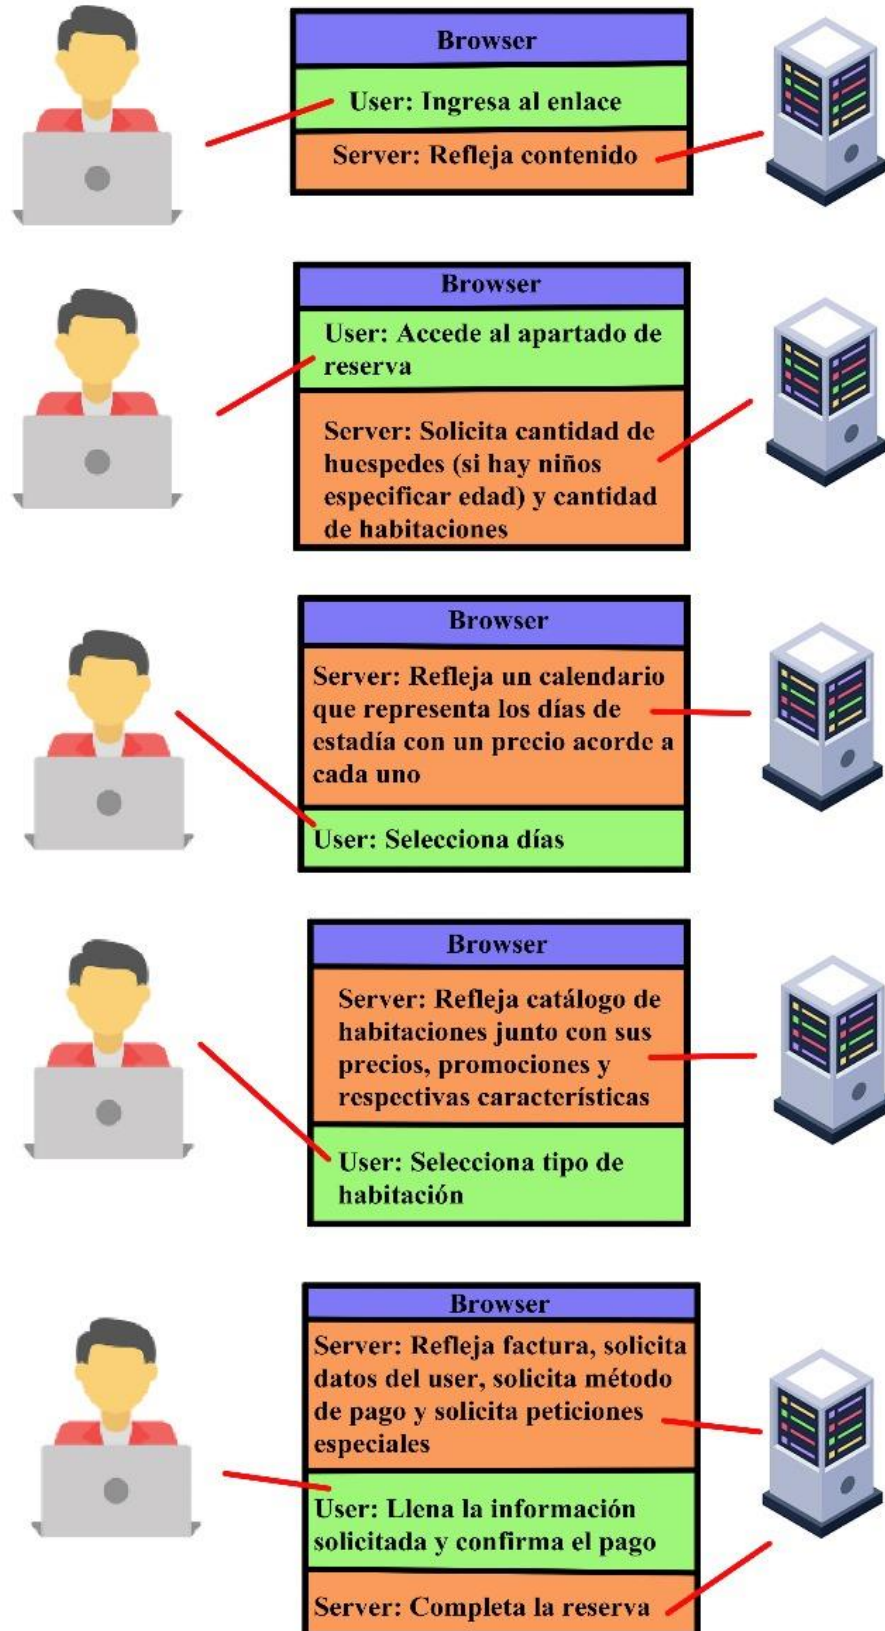 Browser
User: Ingresa al enlace
Server: Refleja contenido
Browser
User: Accede al apartado de
reserva
Server: Solicita cantidad de
huespedes (si hay niños
especificar edad) y cantidad
de habitaciones
Browser
Server: Refleja un calendario
que representa los días de
estadía con un precio acorde a
cada uno
User: Selecciona días
Browser
Server: Refleja catálogo de
habitaciones junto con sus
precios, promociones y
respectivas características
User: Selecciona tipo de
habitación
Browser
Server: Refleja factura, solicita
datos del user, solicita método
de pago y solicita peticiones
especiales
User: Llena la información
solicitada y confirma el pago
Server: Completa la reserva